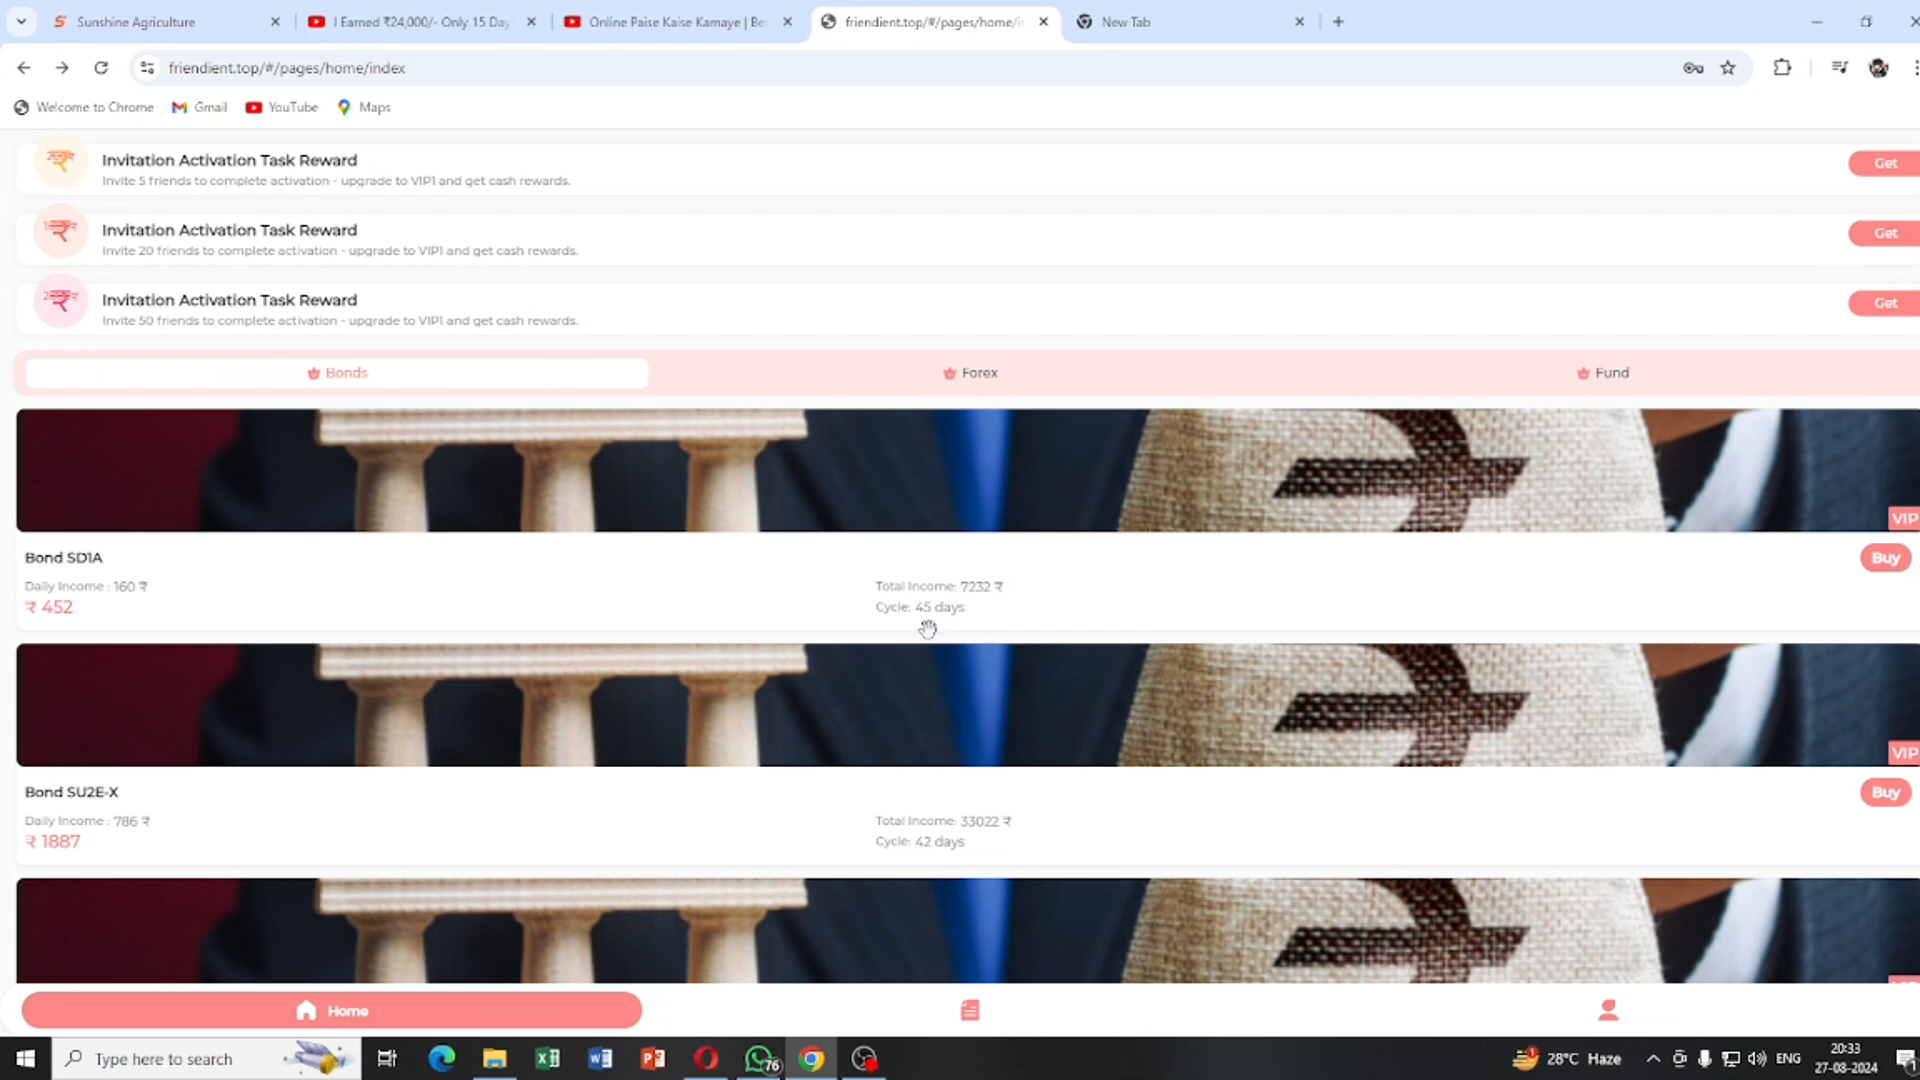 Sunshine Agriculture
I Earned ₹24,000/- Only 15 Day
Online Paise Kaise Kamaye | Be
friendient.top/#/pages/home/i
New Tab
friendient.top/#/pages/home/index
Welcome to Chrome
Gmail
YouTube
Maps
Invitation Activation Task Reward
Invite 5 friends to complete activation - upgrade to VIP1 and get cash rewards.
Get
Invitation Activation Task Reward
Invite 20 friends to complete activation - upgrade to VIP1 and get cash rewards.
Get
Invitation Activation Task Reward
Invite 50 friends to complete activation - upgrade to VIP1 and get cash rewards.
Get
Bonds
Forex
Fund
VIP
Bond SD1A
Buy
Daily Income : 160 ₹
Total Income: 7232 ₹
₹ 452
Cycle: 45 days
VIP
Bond SU2E-X
Buy
Daily Income : 786 ₹
Total Income: 33022 ₹
₹ 1887
Cycle: 42 days
Home
Type here to search
76
28°C Haze
ENG
20:33
27-08-2024